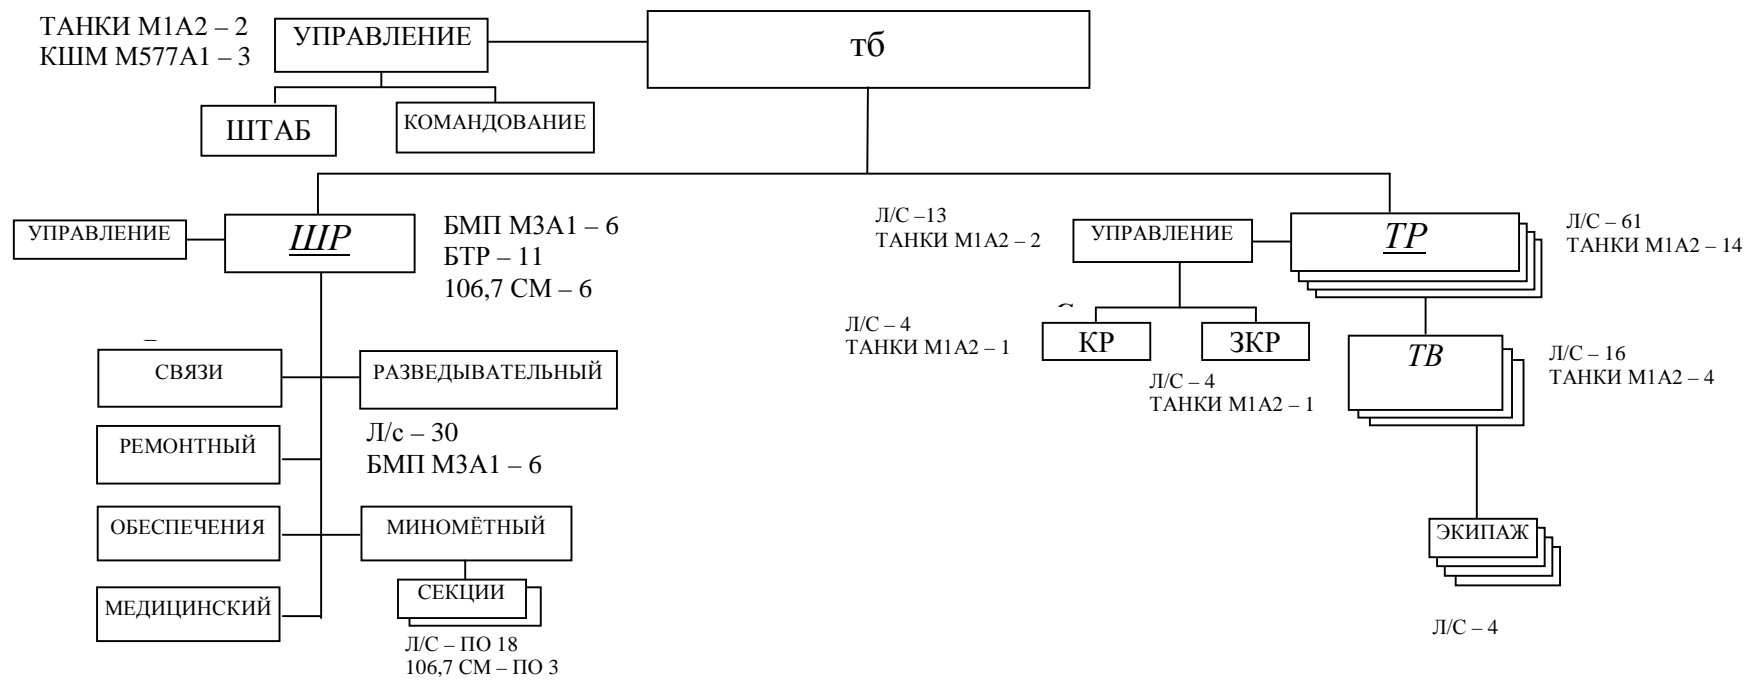 ТАНКИ М1А2 – 2
КШМ М577А1 – 3
УПРАВЛЕНИЕ
тб
ШТАБ
КОМАНДОВАНИЕ
УПРАВЛЕНИЕ
ШР
БМП М3А1 – 6
БТР – 11
106,7 СМ – 6
Л/С –13
ТАНКИ М1А2 – 2
УПРАВЛЕНИЕ
ТР
Л/С – 61
ТАНКИ М1А2 – 14
Л/С – 4
ТАНКИ М1А2 – 1
КР
ЗКР
Л/С – 4
ТАНКИ М1А2 – 1
ТВ
Л/С – 16
ТАНКИ М1А2 – 4
СВЯЗИ
РАЗВЕДЫВАТЕЛЬНЫЙ
Л/с – 30
БМП М3А1 – 6
РЕМОНТНЫЙ
ОБЕСПЕЧЕНИЯ
МИНОМЁТНЫЙ
ЭКИПАЖ
МЕДИЦИНСКИЙ
СЕКЦИИ
Л/С – ПО 18
106,7 СМ – ПО 3
Л/С – 4